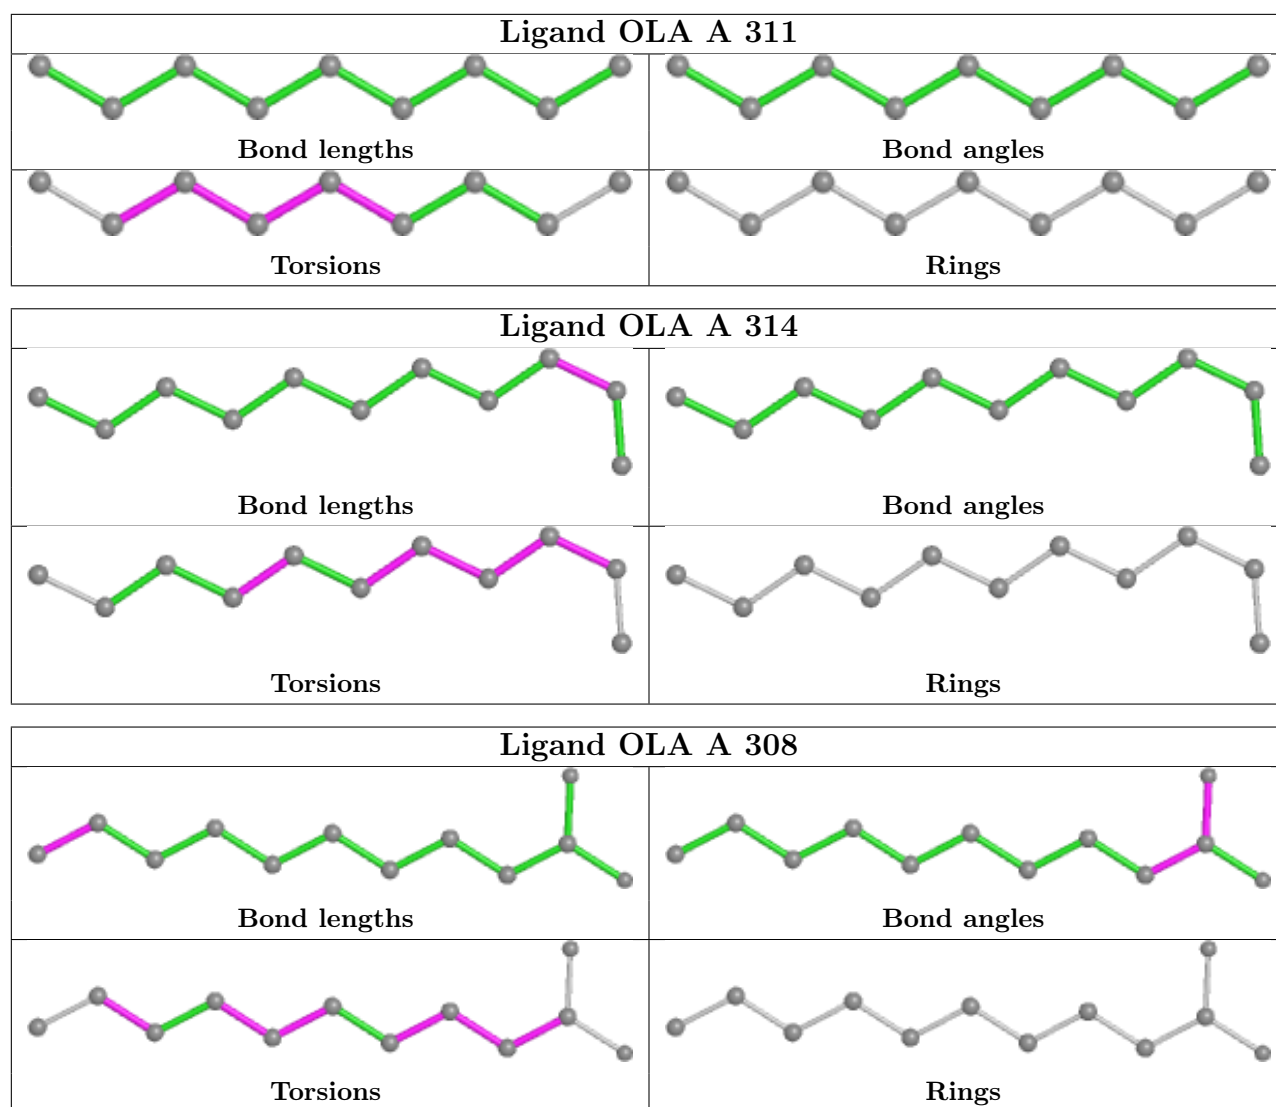 Ligand OLA A 311
Bond lengths Bond angles
Torsions Rings
Ligand OLA A 314
Bond lengths Bond angles
Torsions Rings
Ligand OLA A 308
Bond lengths Bond angles
Torsions Rings